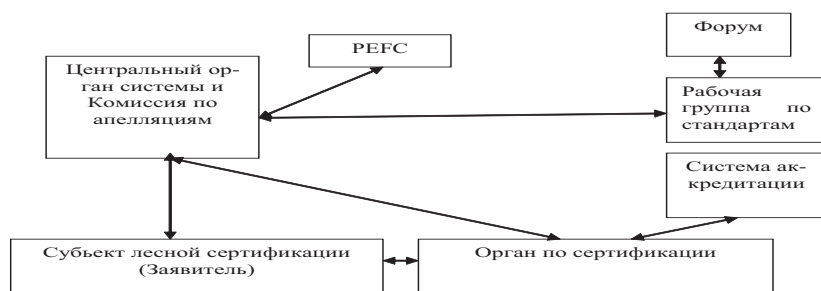 Форум
PEFC
Центральный ор-
ган системы и
Комиссия по
апелляциям
Рабочая
группа по
стандартам
Система ак-
кредитации
Субъект лесной сертификации
(Заявитель)
Орган по сертификации